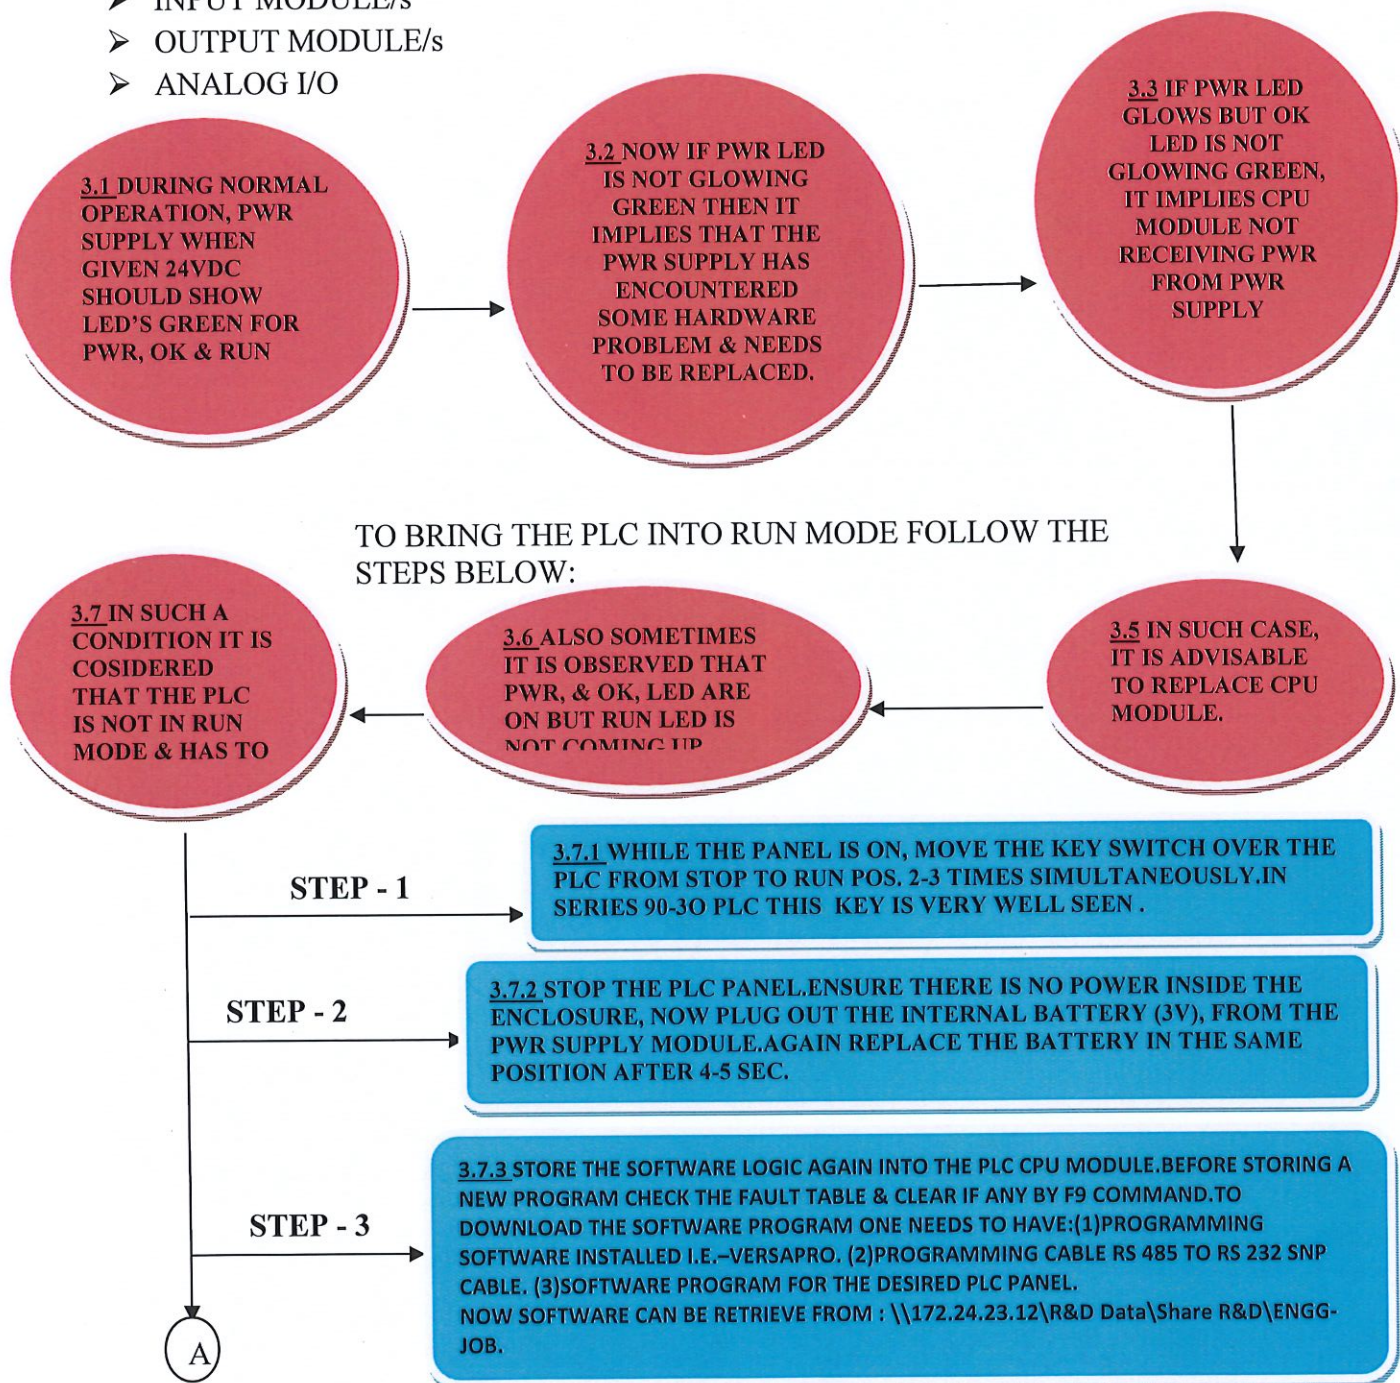 ➢ INPUT MODULE/s
➢ OUTPUT MODULE/s
➢ ANALOG I/O
3.1 DURING NORMAL
OPERATION, PWR
SUPPLY WHEN
GIVEN 24VDC
SHOULD SHOW
LED'S GREEN FOR
PWR, OK & RUN
3.2 NOW IF PWR LED
IS NOT GLOWING
GREEN THEN IT
IMPLIES THAT THE
PWR SUPPLY HAS
ENCOUNTERED
SOME HARDWARE
PROBLEM & NEEDS
TO BE REPLACED.
3.3 IF PWR LED
GLOWS BUT OK
LED IS NOT
GLOWING GREEN,
IT IMPLIES CPU
MODULE NOT
RECEIVING PWR
FROM PWR
SUPPLY
TO BRING THE PLC INTO RUN MODE FOLLOW THE
STEPS BELOW:
3.7 IN SUCH A
CONDITION IT IS
COSIDERED
THAT THE PLC
IS NOT IN RUN
MODE & HAS TO
3.6 ALSO SOMETIMES
IT IS OBSERVED THAT
PWR, & OK, LED ARE
ON BUT RUN LED IS
NOT COMING UP
3.5 IN SUCH CASE,
IT IS ADVISABLE
TO REPLACE CPU
MODULE.
STEP - 1
3.7.1 WHILE THE PANEL IS ON, MOVE THE KEY SWITCH OVER THE
PLC FROM STOP TO RUN POS. 2-3 TIMES SIMULTANEOUSLY.IN
SERIES 90-3O PLC THIS KEY IS VERY WELL SEEN .
STEP - 2
3.7.2 STOP THE PLC PANEL.ENSURE THERE IS NO POWER INSIDE THE
ENCLOSURE, NOW PLUG OUT THE INTERNAL BATTERY (3V), FROM THE
PWR SUPPLY MODULE.AGAIN REPLACE THE BATTERY IN THE SAME
POSITION AFTER 4-5 SEC.
STEP - 3
3.7.3 STORE THE SOFTWARE LOGIC AGAIN INTO THE PLC CPU MODULE.BEFORE STORING A
NEW PROGRAM CHECK THE FAULT TABLE & CLEAR IF ANY BY F9 COMMAND.TO
DOWNLOAD THE SOFTWARE PROGRAM ONE NEEDS TO HAVE:(1)PROGRAMMING
SOFTWARE INSTALLED I.E.–VERSAPRO. (2)PROGRAMMING CABLE RS 485 TO RS 232 SNP
CABLE. (3)SOFTWARE PROGRAM FOR THE DESIRED PLC PANEL.
NOW SOFTWARE CAN BE RETRIEVE FROM : \\172.24.23.12\R&D Data\Share R&D\ENGG-
JOB.
A